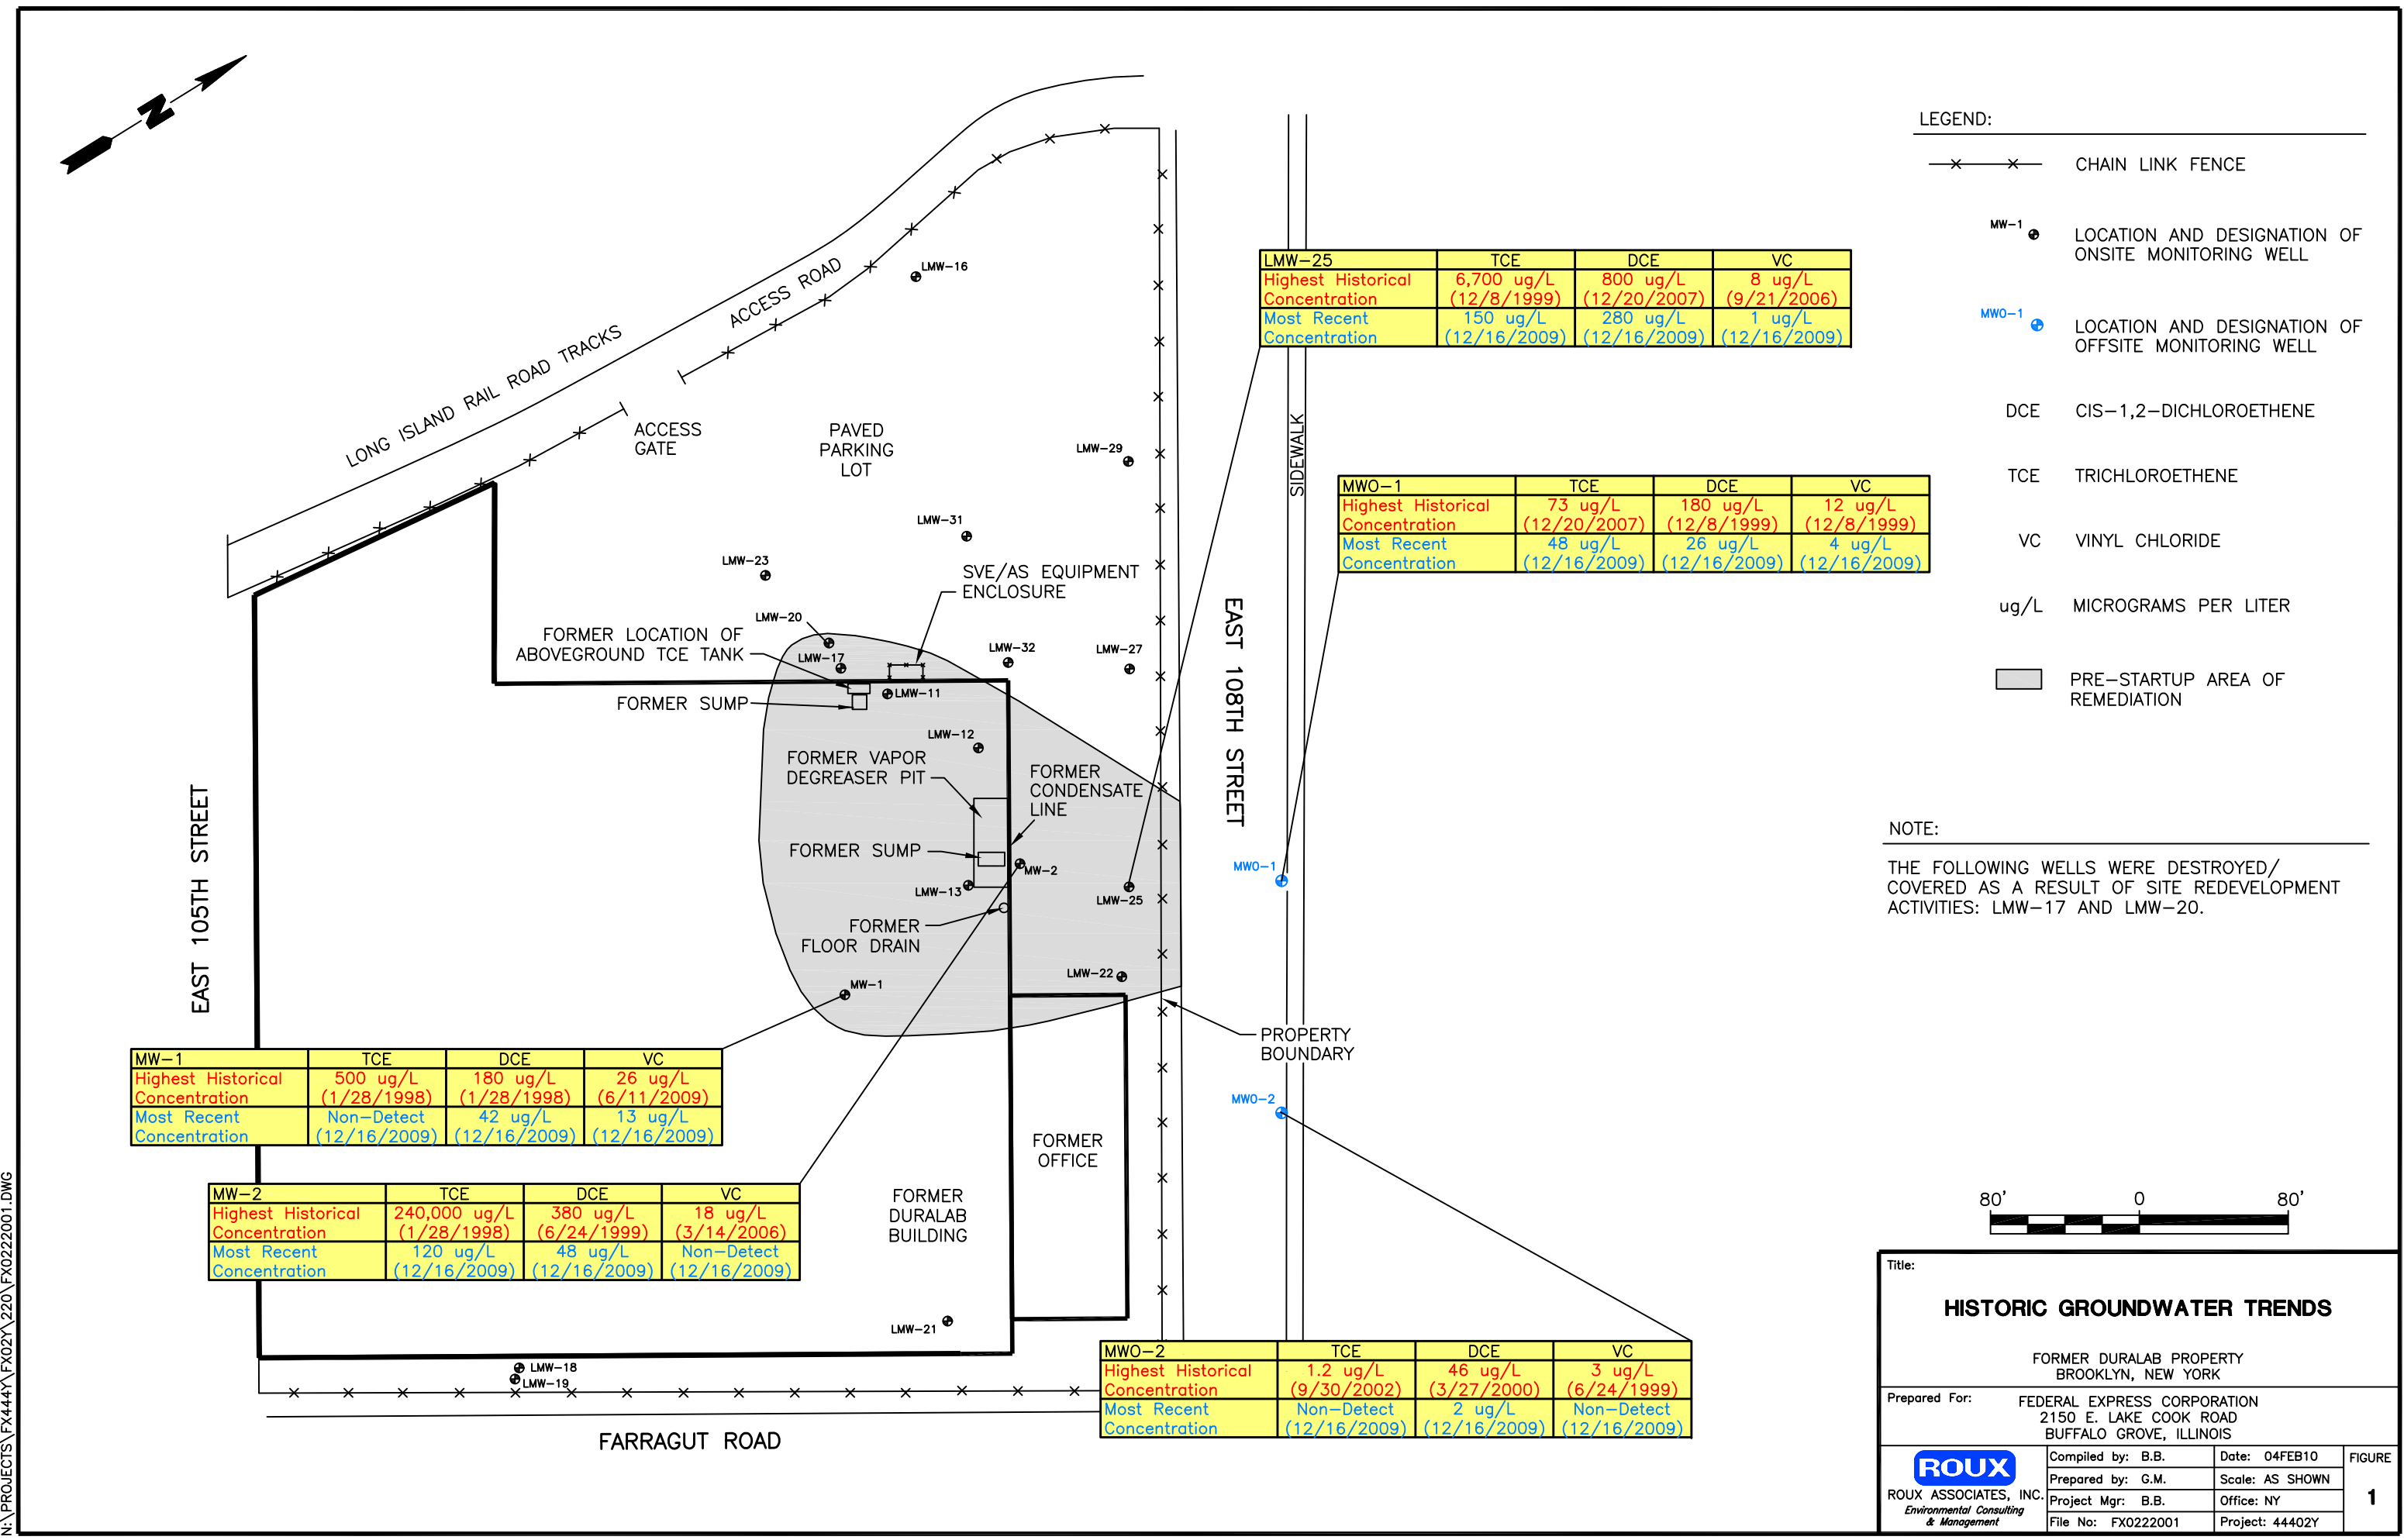 N
LONG ISLAND RAIL ROAD TRACKS
ACCESS ROAD
ACCESS
GATE
PAVED
PARKING
LOT
LMW-16
LMW-29
LMW-31
LMW-23
SVE/AS EQUIPMENT
ENCLOSURE
LMW-20
FORMER LOCATION OF
ABOVEGROUND TCE TANK
LMW-17
LMW-32
LMW-27
LMW-11
FORMER SUMP
LMW-12
FORMER VAPOR
DEGREASER PIT
FORMER
CONDENSATE
LINE
FORMER SUMP
MW-2
LMW-13
LMW-25
FORMER
FLOOR DRAIN
LMW-22
MW-1
EAST 105TH STREET
EAST 108TH STREET
SIDEWALK
MWO-1
MWO-2
PROPERTY
BOUNDARY
FORMER
OFFICE
FORMER
DURALAB
BUILDING
LMW-21
LMW-18
LMW-19
FARRAGUT ROAD
LMW-25 TCE DCE VC
Highest Historical 6,700 ug/L 800 ug/L 8 ug/L
Concentration (12/8/1999) (12/20/2007) (9/21/2006)
Most Recent 150 ug/L 280 ug/L 1 ug/L
Concentration (12/16/2009) (12/16/2009) (12/16/2009)
MWO-1 TCE DCE VC
Highest Historical 73 ug/L 180 ug/L 12 ug/L
Concentration (12/20/2007) (12/8/1999) (12/8/1999)
Most Recent 48 ug/L 26 ug/L 4 ug/L
Concentration (12/16/2009) (12/16/2009) (12/16/2009)
MW-1 TCE DCE VC
Highest Historical 500 ug/L 180 ug/L 26 ug/L
Concentration (1/28/1998) (1/28/1998) (6/11/2009)
Most Recent Non-Detect 42 ug/L 13 ug/L
Concentration (12/16/2009) (12/16/2009) (12/16/2009)
MW-2 TCE DCE VC
Highest Historical 240,000 ug/L 380 ug/L 18 ug/L
Concentration (1/28/1998) (6/24/1999) (3/14/2006)
Most Recent 120 ug/L 48 ug/L Non-Detect
Concentration (12/16/2009) (12/16/2009) (12/16/2009)
MWO-2 TCE DCE VC
Highest Historical 1.2 ug/L 46 ug/L 3 ug/L
Concentration (9/30/2002) (3/27/2000) (6/24/1999)
Most Recent Non-Detect 2 ug/L Non-Detect
Concentration (12/16/2009) (12/16/2009) (12/16/2009)
LEGEND:
CHAIN LINK FENCE
MW-1 LOCATION AND DESIGNATION OF
ONSITE MONITORING WELL
MWO-1 LOCATION AND DESIGNATION OF
OFFSITE MONITORING WELL
DCE CIS-1,2-DICHLOROETHENE
TCE TRICHLOROETHENE
VC VINYL CHLORIDE
ug/L MICROGRAMS PER LITER
PRE-STARTUP AREA OF
REMEDIATION
NOTE:
THE FOLLOWING WELLS WERE DESTROYED/
COVERED AS A RESULT OF SITE REDEVELOPMENT
ACTIVITIES: LMW-17 AND LMW-20.
80' 0 80'
Title:
HISTORIC GROUNDWATER TRENDS
FORMER DURALAB PROPERTY
BROOKLYN, NEW YORK
Prepared For:
FEDERAL EXPRESS CORPORATION
2150 E. LAKE COOK ROAD
BUFFALO GROVE, ILLINOIS
ROUX
ROUX ASSOCIATES, INC.
Environmental Consulting
& Management
Compiled by: B.B. Date: 04FEB10
Prepared by: G.M. Scale: AS SHOWN
Project Mgr: B.B. Office: NY
File No: FX0222001 Project: 44402Y
FIGURE
1
N:\PROJECTS\FX444Y\FX02Y\220\FX0222001.DWG